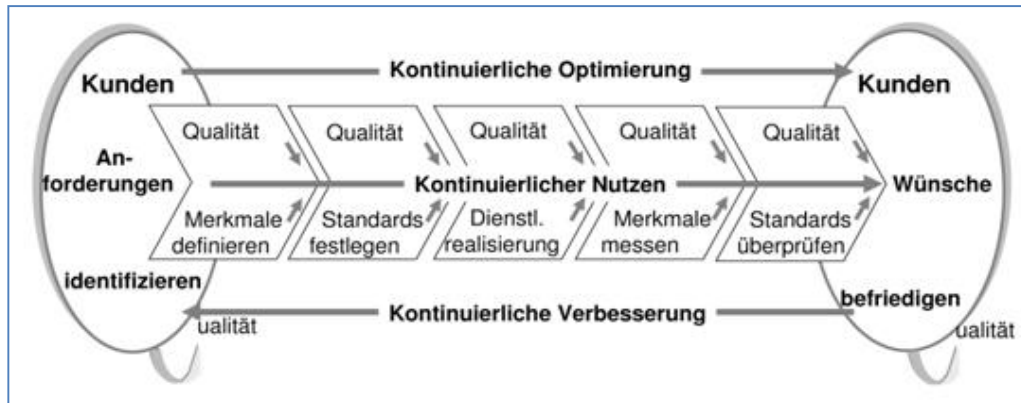 Kunden
An-
forderungen
identifizieren
ualität
Kontinuierliche Optimierung
Qualität
Qualität
Qualität
Qualität
Qualität
Kontinuierlicher Nutzen
Merkmale
definieren
Standards
festlegen
Dienstl.
realisierung
Merkmale
messen
Standards
überprüfen
Kontinuierliche Verbesserung
Kunden
Wünsche
befriedigen
ualität